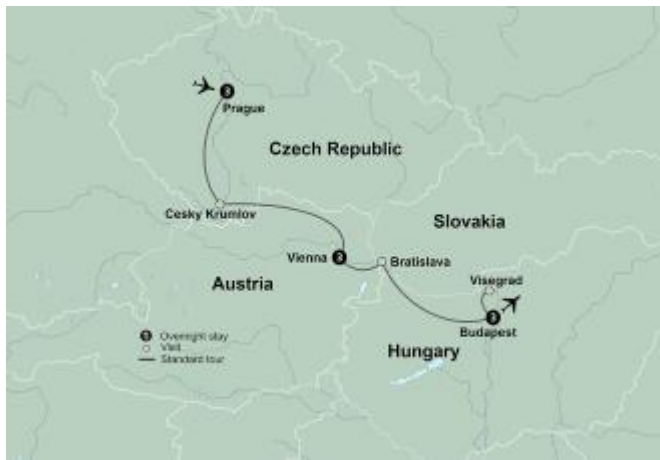 Prague
Czech Republic
Cesky Krumlov
Slovakia
Vienna
Bratislava
Austria
Visegrad
Budapest
Hungary
Overnight stay
Visit
Standard tour